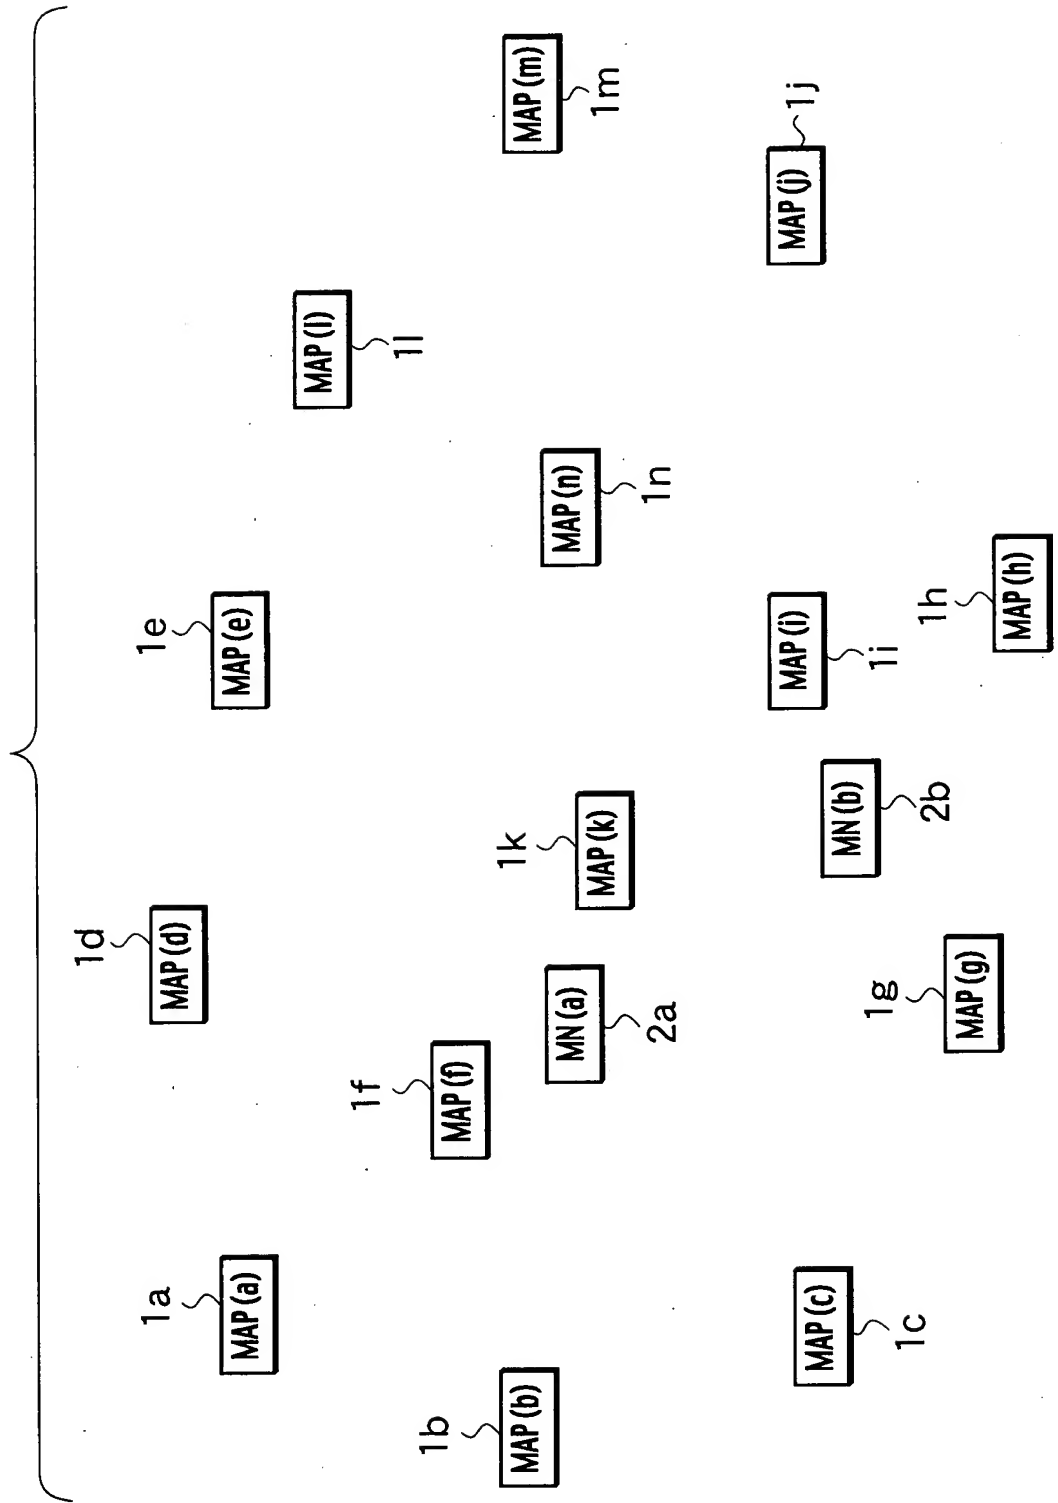 1d
MAP(d)
1e
MAP(e)
1a
MAP(a)
MAP(l)
1l
1f
MAP(f)
1b
MAP(b)
MAP(m)
1m
1k
MAP(k)
MAP(n)
1n
MN(a)
2a
MAP(i)
1i
MAP(j)
1j
MAP(c)
1c
MN(b)
2b
1g
MAP(g)
1h
MAP(h)